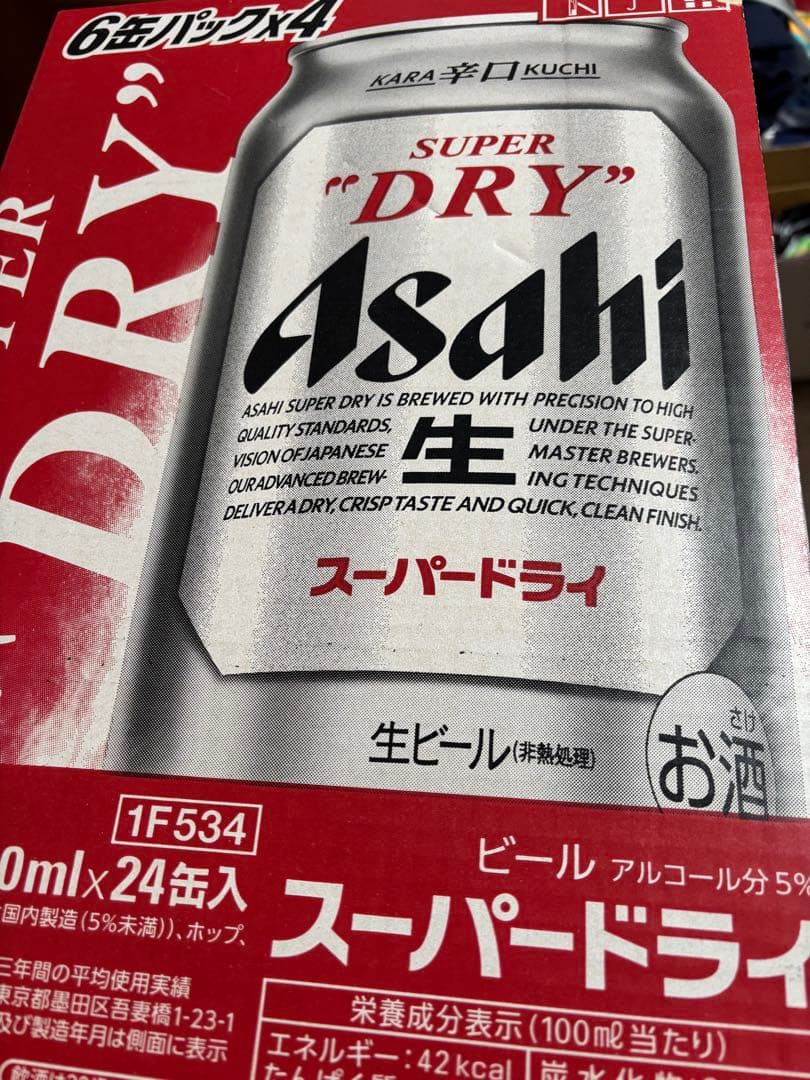 6缶パック×4
KARA 辛口 KUCHI
SUPER
"DRY"
DRY"
Asahi
ASAHI SUPER DRY IS BREWED WITH PRECISION TO HIGH
QUALITY STANDARDS, UNDER THE SUPER-
VISION OF JAPANESE MASTER BREWERS.
OUR ADVANCED BREW- ING TECHNIQUES
生
DELIVER A DRY, CRISP TASTE AND QUICK, CLEAN FINISH.
スーパードライ
生ビール(非熱処理)
さけ
お酒
1F534
0ml×24缶入
ビール アルコール分5%
国内製造(5%未満))、ホップ、
スーパードライ
三年間の平均使用実績
東京都墨田区吾妻橋1-23-1
及び製造年月は側面に表示
栄養成分表示(100ml当たり)
エネルギー:42kcal